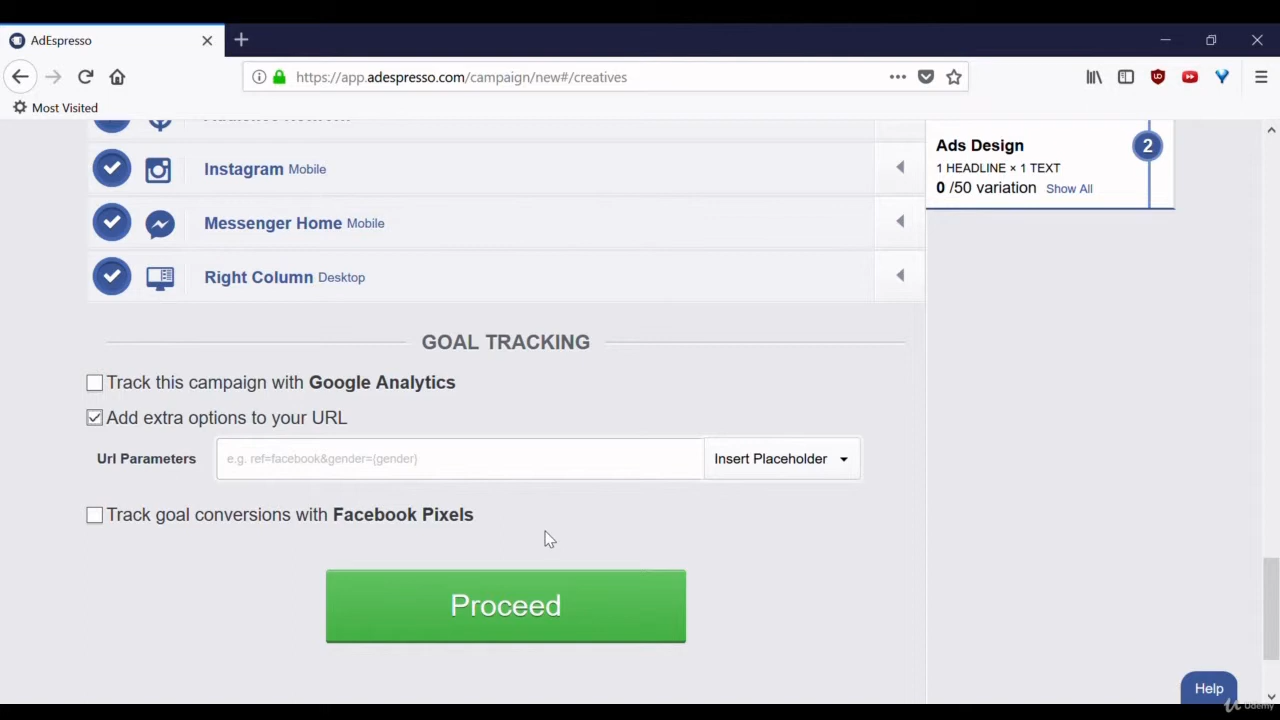 AdEspresso
https://app.adespresso.com/campaign/new#/creatives
Most Visited
Audience Network
Instagram Mobile
Messenger Home Mobile
Right Column Desktop
Ads Design
2
1 HEADLINE × 1 TEXT
0 /50 variation Show All
GOAL TRACKING
Track this campaign with Google Analytics
Add extra options to your URL
Url Parameters
e.g. ref=facebook&gender={gender}
Insert Placeholder
Track goal conversions with Facebook Pixels
Proceed
Help
Udemy